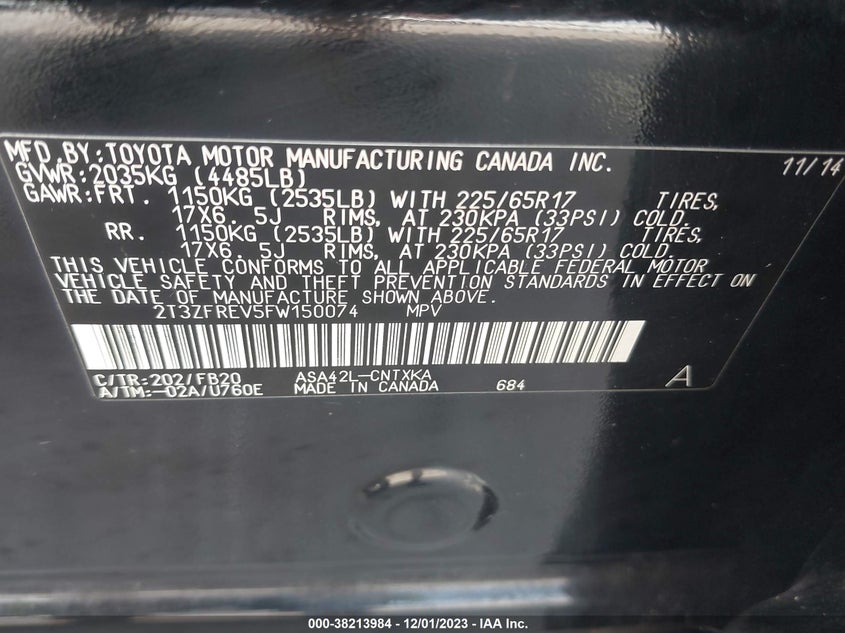 MFD.BY:TOYOTA MOTOR MANUFACTURING CANADA INC. 11/14
GVWR:2035KG (4485LB)
GAWR:FRT. 1150KG (2535LB) WITH 225/65R17 TIRES,
17X6.5J RIMS, AT 230KPA (33PSI) COLD.
RR. 1150KG (2535LB) WITH 225/65R17 TIRES,
17X6.5J RIMS, AT 230KPA (33PSI) COLD.
THIS VEHICLE CONFORMS TO ALL APPLICABLE FEDERAL MOTOR
VEHICLE SAFETY AND THEFT PREVENTION STANDARDS IN EFFECT ON
THE DATE OF MANUFACTURE SHOWN ABOVE.
2T3ZFREV5FW150074 MPV
C/TR:202/FB20 ASA42L-CNTXKA
A/TM:-02A/U760E MADE IN CANADA 684 A
000-38213984 - 12/01/2023 - IAA Inc.